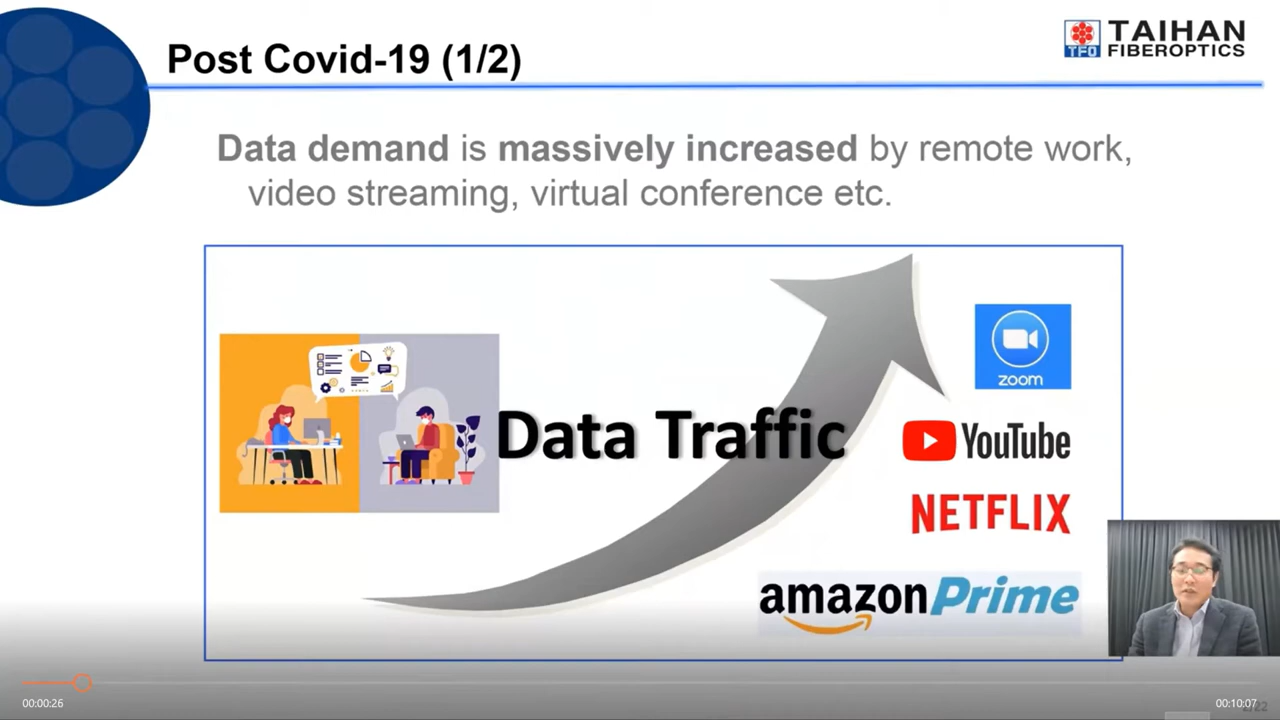 Post Covid-19 (1/2)
TAIHAN
FIBEROPTICS
TFO
Data demand is massively increased by remote work,
video streaming, virtual conference etc.
Data Traffic
zoom
YouTube
NETFLIX
amazon Prime
00:00:26
00:10:07
/22